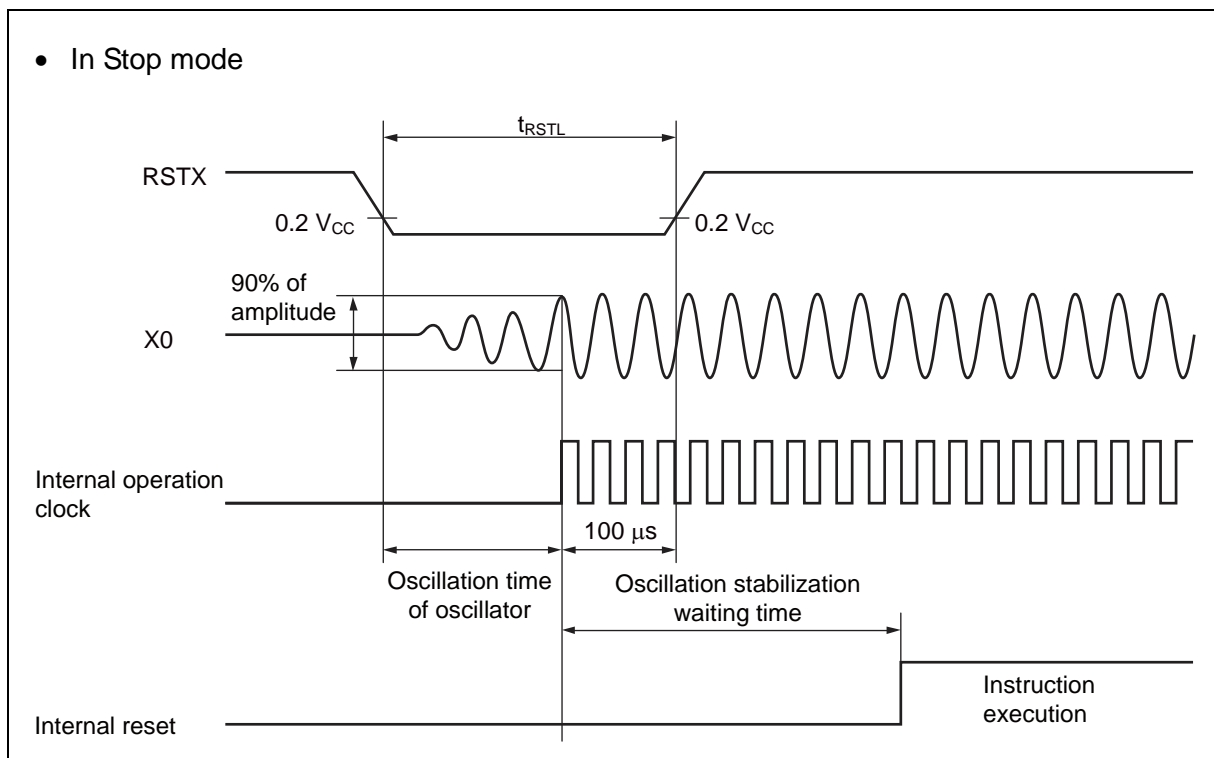 • In Stop mode
tRSTL
RSTX
0.2 VCC
0.2 VCC
90% of
amplitude
X0
Internal operation
clock
100 μs
Oscillation time
of oscillator
Oscillation stabilization
waiting time
Instruction
execution
Internal reset